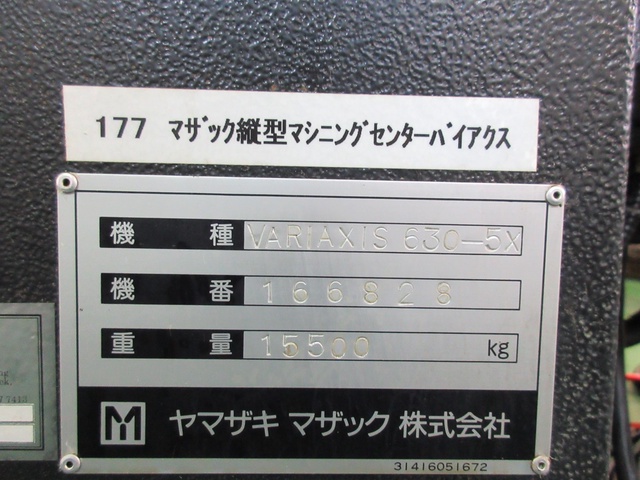 177 マザック縦型マシニングセンターバイアクス
機種 VARIAXIS 630-5X
機番 166828
重量 15500 kg
ヤマザキ マザック 株式会社
31416051672
7413